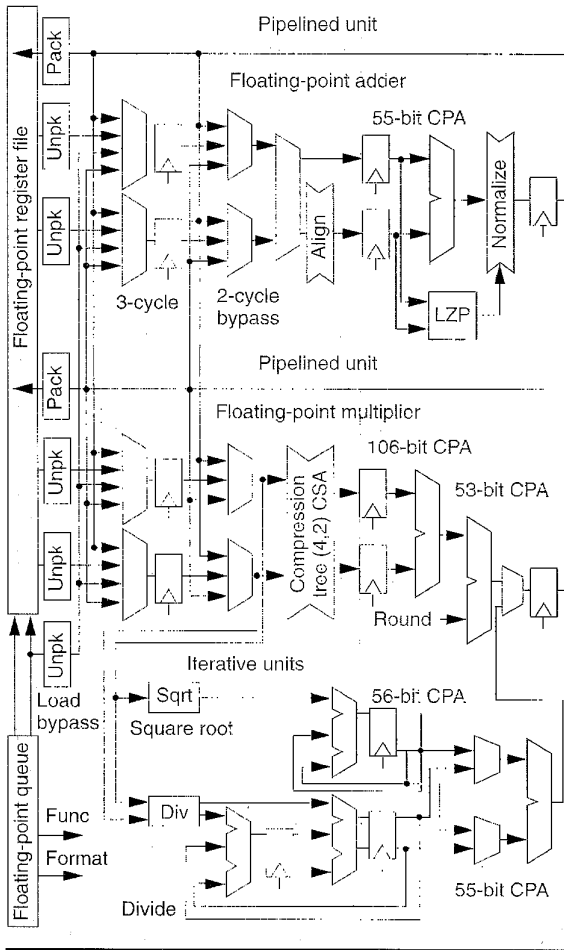 Pipelined unit
Pack
Floating-point adder
Unpk
55-bit CPA
Floating-point register file
Unpk
Align
Normalize
3-cycle
2-cycle
bypass
LZP
Pipelined unit
Pack
Floating-point multiplier
106-bit CPA
Unpk
53-bit CPA
Compression
tree (4,2) CSA
Unpk
Round
Unpk
Iterative units
Load
bypass
Sqrt
56-bit CPA
Square root
Floating-point queue
Func
Div
Format
Divide
55-bit CPA